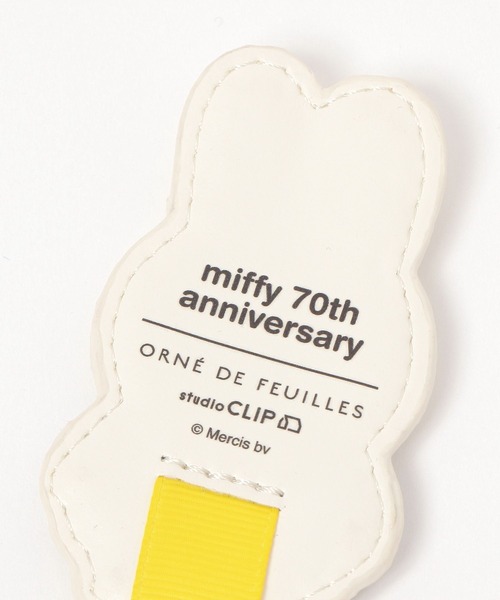 miffy 70th
anniversary
ORNÉ DE FEUILLES
studio CLIP
© Mercis bv